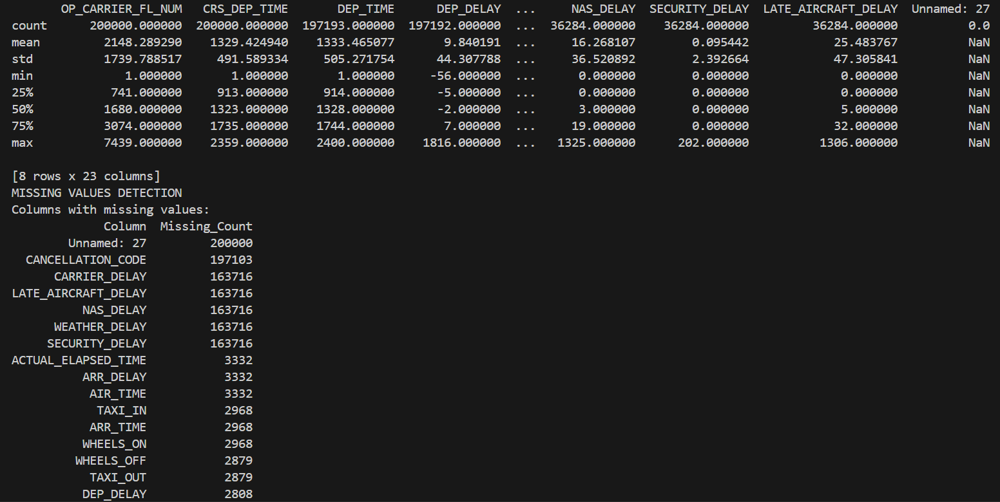 OP_CARRIER_FL_NUM CRS_DEP_TIME DEP_TIME DEP_DELAY ... NAS_DELAY SECURITY_DELAY LATE_AIRCRAFT_DELAY Unnamed: 27
count 200000.000000 200000.000000 197193.000000 197192.000000 ... 36284.000000 36284.000000 36284.000000 0.0
mean 2148.289290 1329.424940 1333.465077 9.840191 ... 16.268107 0.095442 25.483767 NaN
std 1739.788517 491.589334 505.271754 44.307788 ... 36.520892 2.392664 47.305841 NaN
min 1.000000 1.000000 1.000000 -56.000000 ... 0.000000 0.000000 0.000000 NaN
25% 741.000000 913.000000 914.000000 -5.000000 ... 0.000000 0.000000 0.000000 NaN
50% 1680.000000 1323.000000 1328.000000 -2.000000 ... 3.000000 0.000000 5.000000 NaN
75% 3074.000000 1735.000000 1744.000000 7.000000 ... 19.000000 0.000000 32.000000 NaN
max 7439.000000 2359.000000 2400.000000 1816.000000 ... 1325.000000 202.000000 1306.000000 NaN
[8 rows x 23 columns]
MISSING VALUES DETECTION
Columns with missing values:
Column Missing_Count
Unnamed: 27 200000
CANCELLATION_CODE 197103
CARRIER_DELAY 163716
LATE_AIRCRAFT_DELAY 163716
NAS_DELAY 163716
WEATHER_DELAY 163716
SECURITY_DELAY 163716
ACTUAL_ELAPSED_TIME 3332
ARR_DELAY 3332
AIR_TIME 3332
TAXI_IN 2968
ARR_TIME 2968
WHEELS_ON 2968
WHEELS_OFF 2879
TAXI_OUT 2879
DEP_DELAY 2808